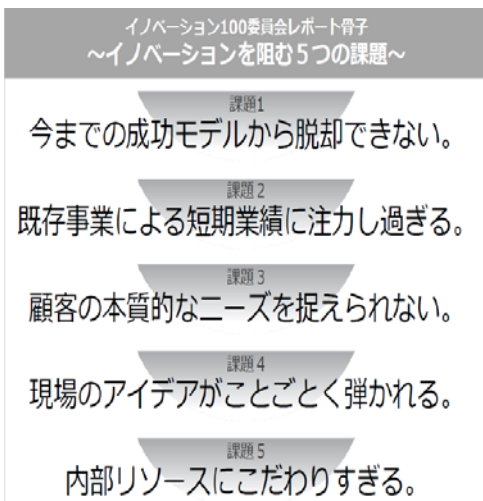 イノベーション100委員会レポート骨子
～イノベーションを阻む５つの課題～
課題1
今までの成功モデルから脱却できない。
課題２
既存事業による短期業績に注力し過ぎる。
課題３
顧客の本質的なニーズを捉えられない。
課題４
現場のアイデアがことごとく弾かれる。
課題５
内部リソースにこだわりすぎる。